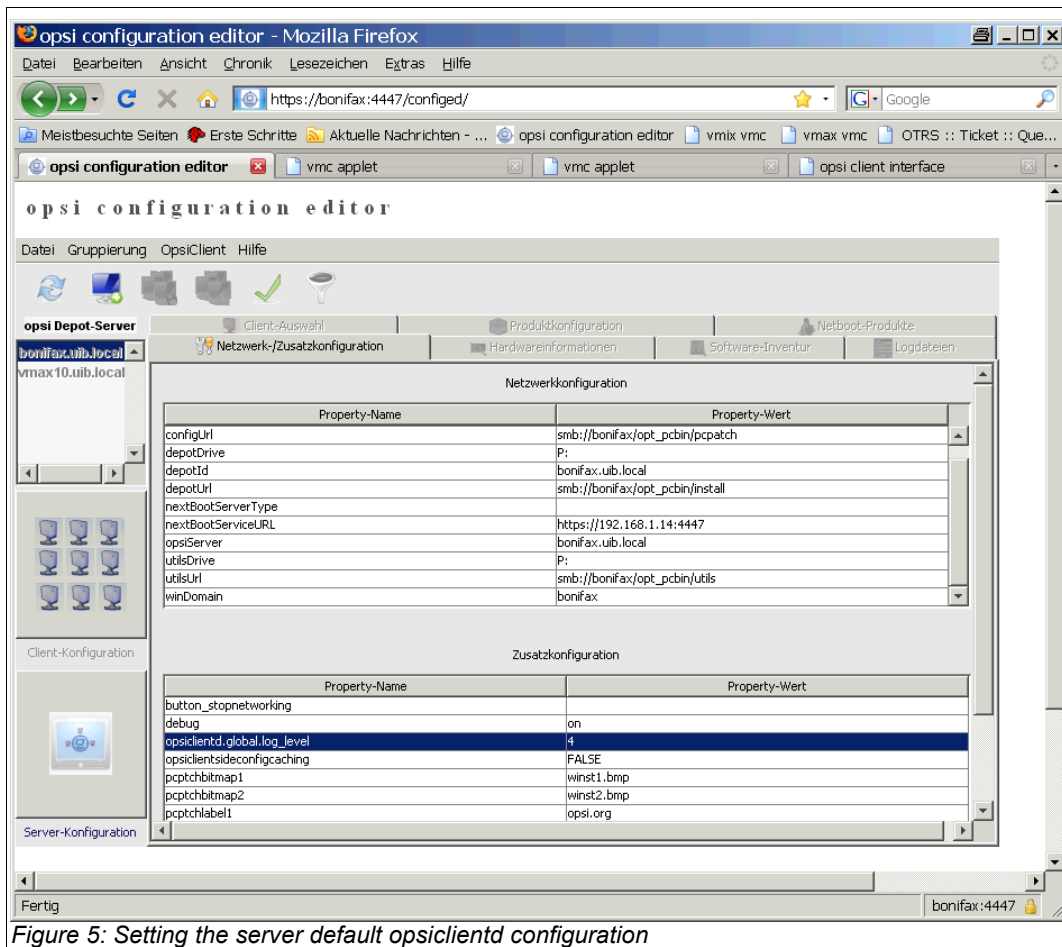 opsi configuration editor - Mozilla Firefox
Datei Bearbeiten Ansicht Chronik Lesezeichen Extras Hilfe
https://bonifax:4447/configed/
G Google
Meistbesuchte Seiten Erste Schritte Aktuelle Nachrichten - ... opsi configuration editor vmix vmc vmax vmc OTRS :: Ticket :: Que...
opsi configuration editor vmc applet vmc applet opsi client interface
opsi configuration editor
Datei Gruppierung OpsiClient Hilfe
opsi Depot-Server
bonifax.uib.local
vmax10.uib.local
Client-Auswahl Produktkonfiguration Netboot-Produkte
Netzwerk-/Zusatzkonfiguration Hardwareinformationen Software-Inventur Logdateien
Netzwerkkonfiguration
Property-Name Property-Wert
configUrl smb://bonifax/opt_pcbin/pcpatch
depotDrive P:
depotId bonifax.uib.local
depotUrl smb://bonifax/opt_pcbin/install
nextBootServerType
nextBootServiceURL https://192.168.1.14:4447
opsiServer bonifax.uib.local
utilsDrive P:
utilsUrl smb://bonifax/opt_pcbin/utils
winDomain bonifax
Client-Konfiguration
Zusatzkonfiguration
Property-Name Property-Wert
button_stopnetworking
debug on
opsiclientd.global.log_level 4
opsiclientsideconfigcaching FALSE
pcptchbitmap1 winst1.bmp
pcptchbitmap2 winst2.bmp
pcptchlabel1 opsi.org
Server-Konfiguration
Fertig bonifax:4447
Figure 5: Setting the server default opsiclientd configuration